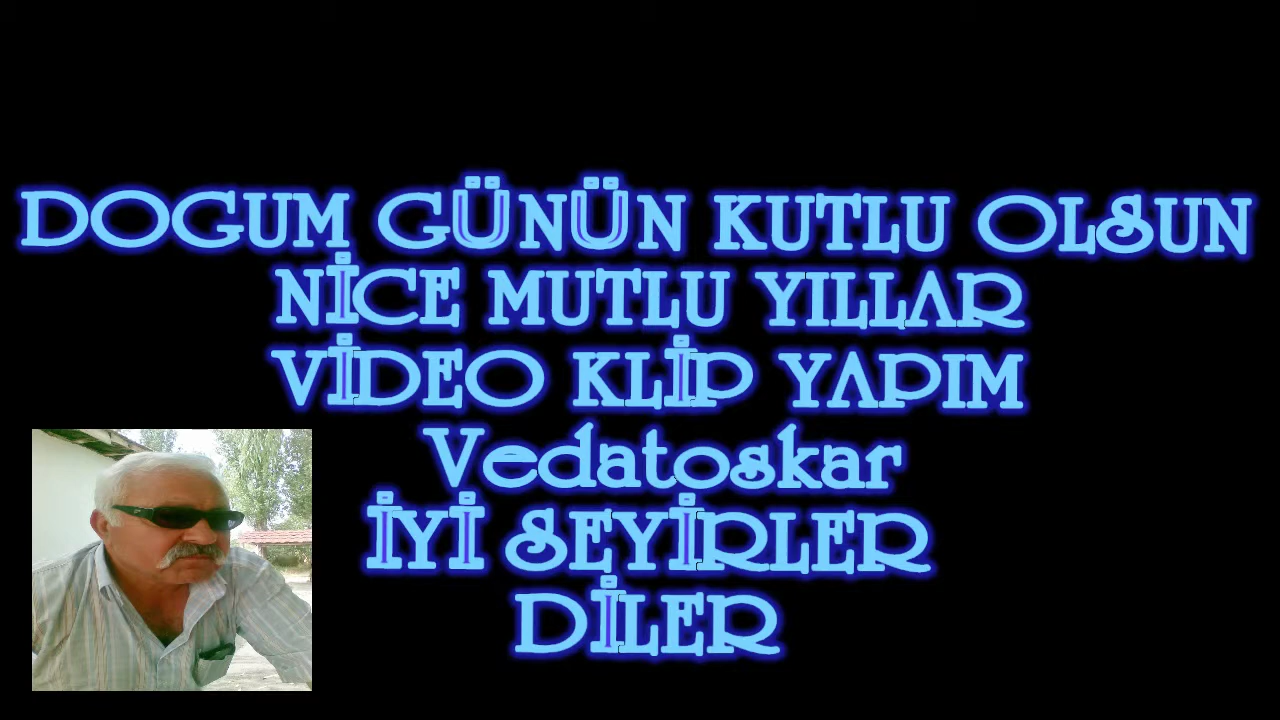 DOGUM GÜNÜN KUTLU OLSUN
NİCE MUTLU YILLAR
VİDEO KLİP YAPIM
Vedatoskar
İYİ SEYİRLER
DİLER